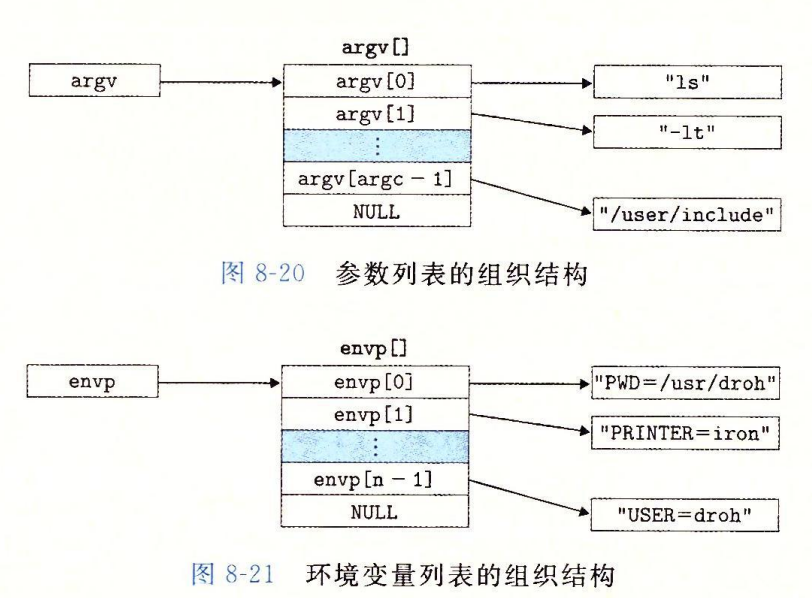 argv[]
argv
argv[0]
"ls"
argv[1]
"-lt"
⋮
argv[argc − 1]
"/user/include"
NULL
图 8-20 参数列表的组织结构
envp[]
envp
envp[0]
"PWD=/usr/droh"
envp[1]
"PRINTER=iron"
⋮
envp[n − 1]
NULL
"USER=droh"
图 8-21 环境变量列表的组织结构